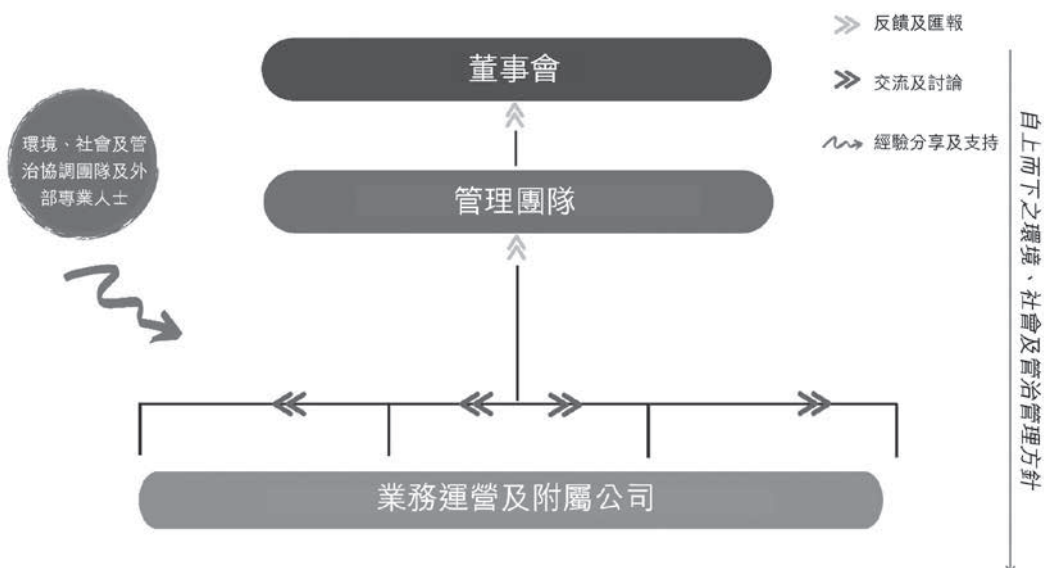 反饋及匯報
董事會
交流及討論
環境、社會及管
治協調團隊及外
部專業人士
經驗分享及支持
管理團隊
自上而下之環境、社會及管治管理方針
業務運營及附屬公司